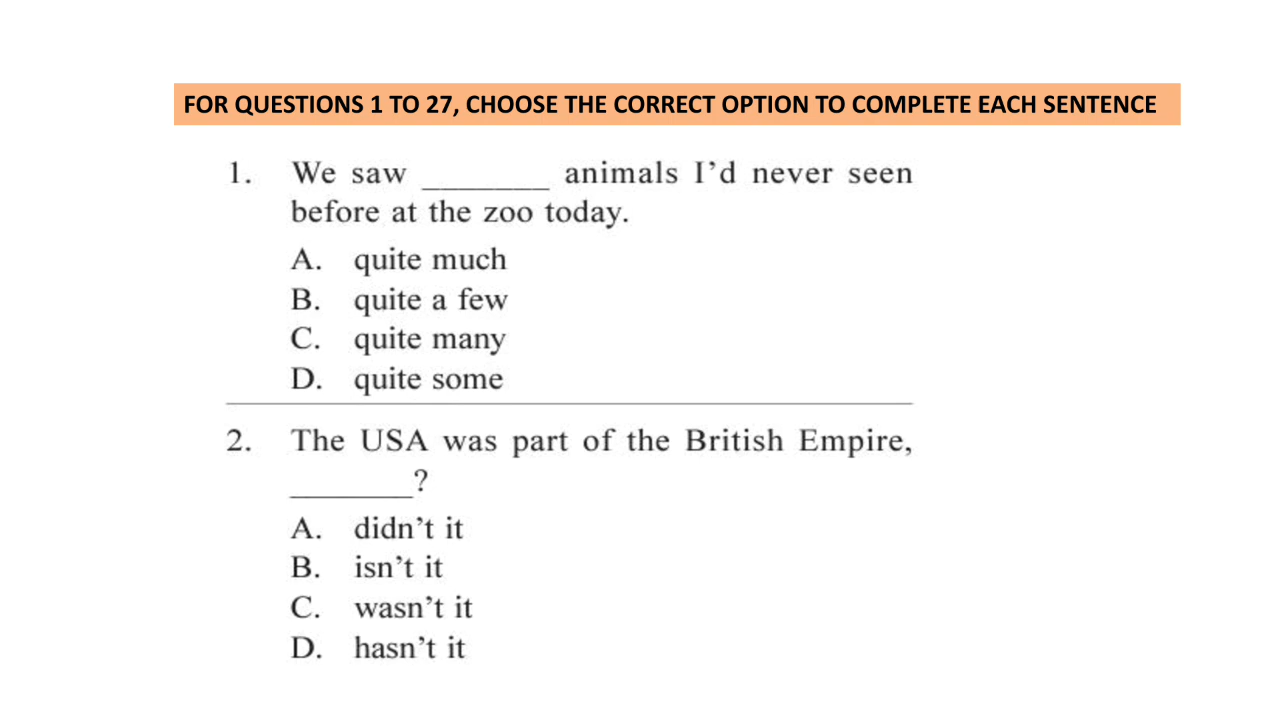 FOR QUESTIONS 1 TO 27, CHOOSE THE CORRECT OPTION TO COMPLETE EACH SENTENCE
1. We saw ________ animals I’d never seen
before at the zoo today.
A. quite much
B. quite a few
C. quite many
D. quite some
2. The USA was part of the British Empire,
________?
A. didn’t it
B. isn’t it
C. wasn’t it
D. hasn’t it